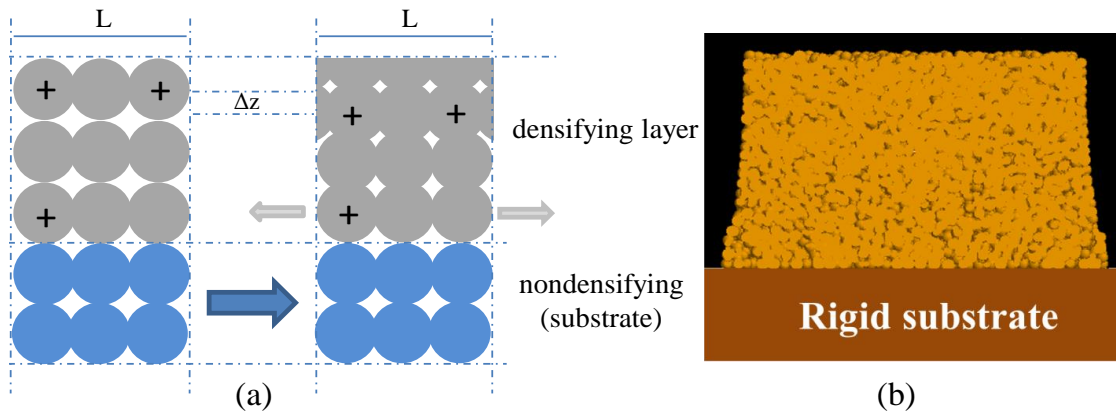 L
L
Δz
densifying layer
nondensifying
(substrate)
Rigid substrate
(a)
(b)